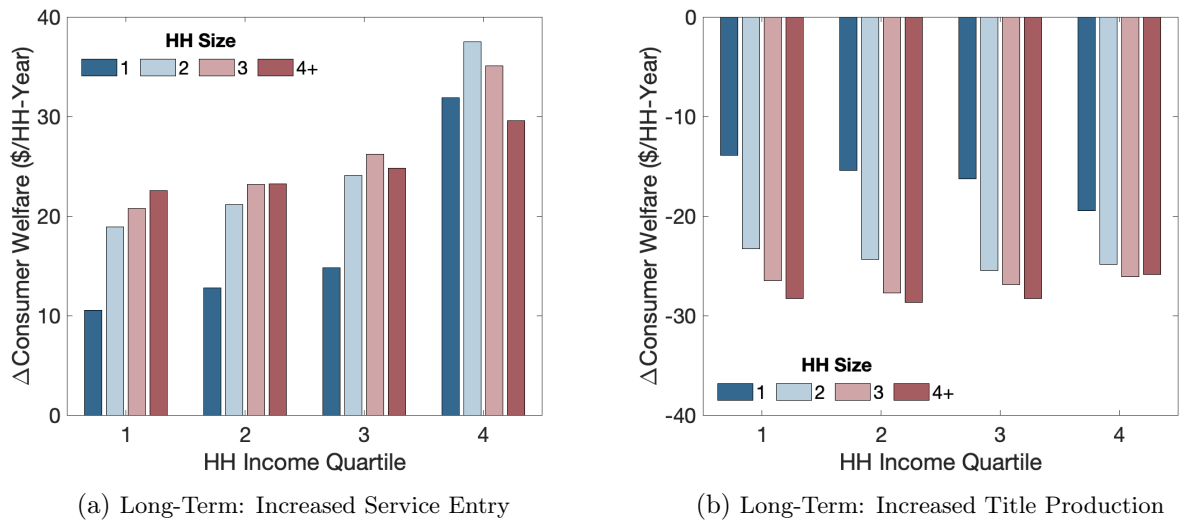 40
30
20
10
0
ΔConsumer Welfare ($/HH-Year)
HH Size
1 2 3 4+
1 2 3 4
HH Income Quartile
(a) Long-Term: Increased Service Entry
0
-10
-20
-30
-40
ΔConsumer Welfare ($/HH-Year)
HH Size
1 2 3 4+
1 2 3 4
HH Income Quartile
(b) Long-Term: Increased Title Production